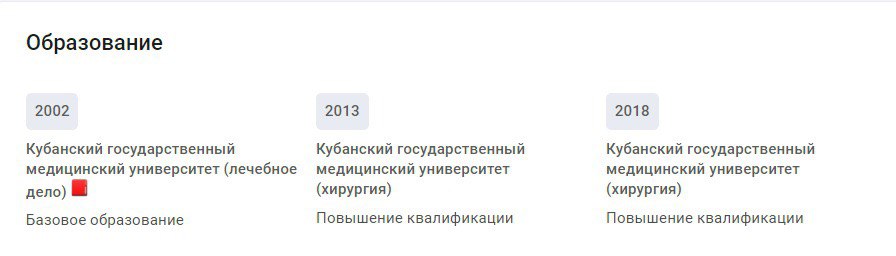 Образование
2002
Кубанский государственный
медицинский университет (лечебное
дело)
Базовое образование
2013
Кубанский государственный
медицинский университет
(хирургия)
Повышение квалификации
2018
Кубанский государственный
медицинский университет
(хирургия)
Повышение квалификации